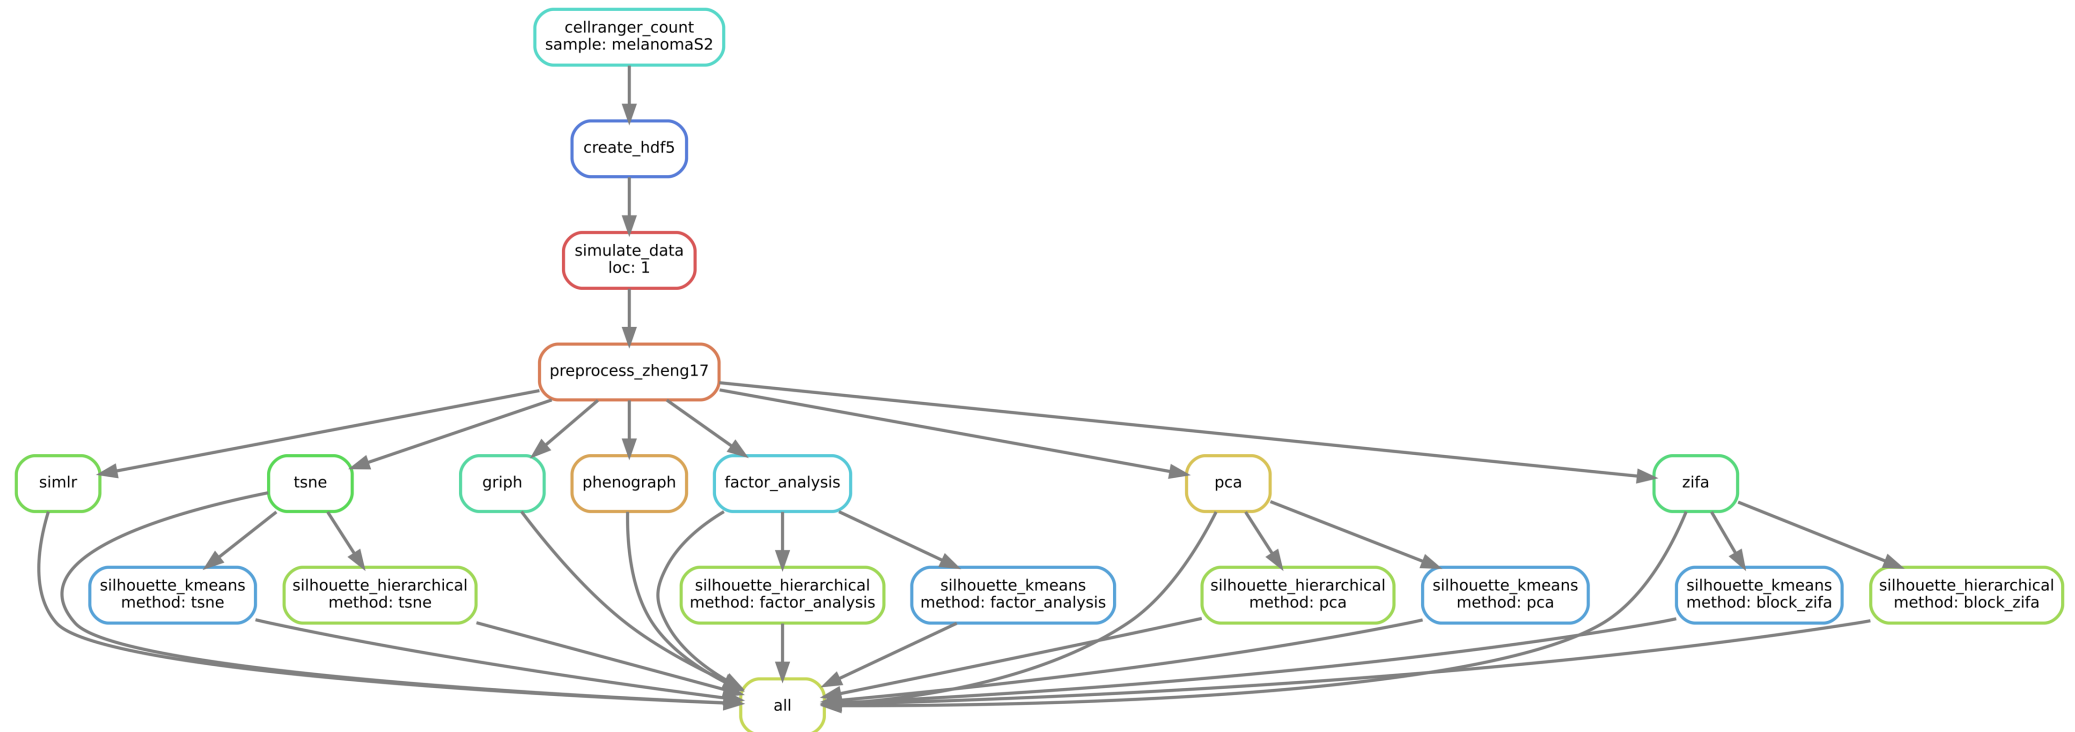 cellranger_count
sample: melanomaS2
create_hdf5
simulate_data
loc: 1
preprocess_zheng17
simlr
tsne
griph
phenograph
factor_analysis
pca
zifa
silhouette_kmeans
method: tsne
silhouette_hierarchical
method: tsne
silhouette_hierarchical
method: factor_analysis
silhouette_kmeans
method: factor_analysis
silhouette_hierarchical
method: pca
silhouette_kmeans
method: pca
silhouette_kmeans
method: block_zifa
silhouette_hierarchical
method: block_zifa
all